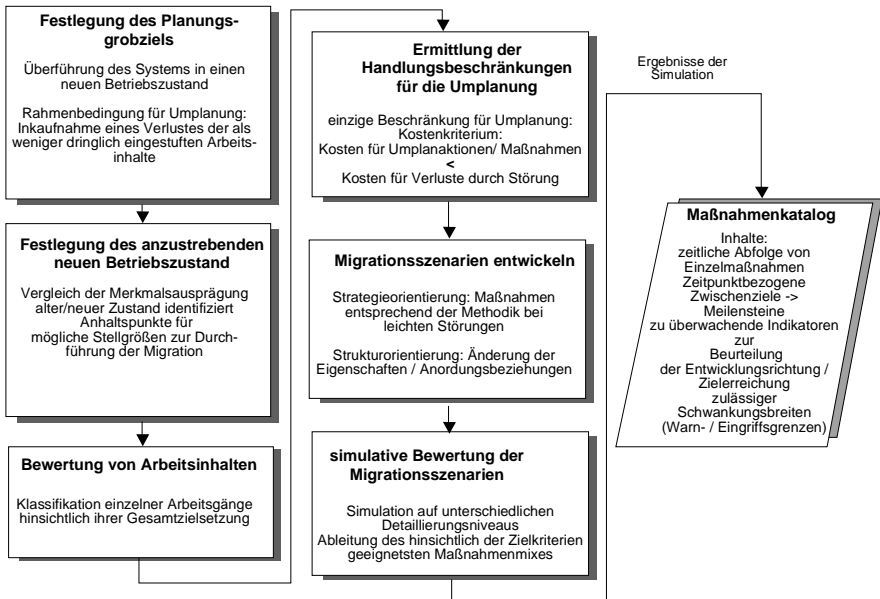 Festlegung des Planungs-
grobziels
Überführung des Systems in einen
neuen Betriebszustand
Rahmenbedingung für Umplanung:
Inkaufnahme eines Verlustes der als
weniger dringlich eingestuften Arbeits-
inhalte
Festlegung des anzustrebenden
neuen Betriebszustand
Vergleich der Merkmalsausprägung
alter/neuer Zustand identifiziert
Anhaltspunkte für
mögliche Stellgrößen zur Durch-
führung der Migration
Bewertung von Arbeitsinhalten
Klassifikation einzelner Arbeitsgänge
hinsichtlich ihrer Gesamtzielsetzung
Ermittlung der
Handlungsbeschränkungen
für die Umplanung
einzige Beschränkung für Umplanung:
Kostenkriterium:
Kosten für Umplanaktionen/ Maßnahmen
<
Kosten für Verluste durch Störung
Migrationsszenarien entwickeln
Strategieorientierung: Maßnahmen
entsprechend der Methodik bei
leichten Störungen
Strukturorientierung: Änderung der
Eigenschaften / Anordungsbeziehungen
simulative Bewertung der
Migrationsszenarien
Simulation auf unterschiedlichen
Detaillierungsniveaus
Ableitung des hinsichtlich der Zielkriterien
geeignetsten Maßnahmenmixes
Ergebnisse der
Simulation
Maßnahmenkatalog
Inhalte:
zeitliche Abfolge von
Einzelmaßnahmen
Zeitpunktbezogene
Zwischenziele ->
Meilensteine
zu überwachende Indikatoren
zur
Beurteilung
der Entwicklungsrichtung /
Zielerreichung
zulässiger
Schwankungsbreiten
(Warn- / Eingriffsgrenzen)